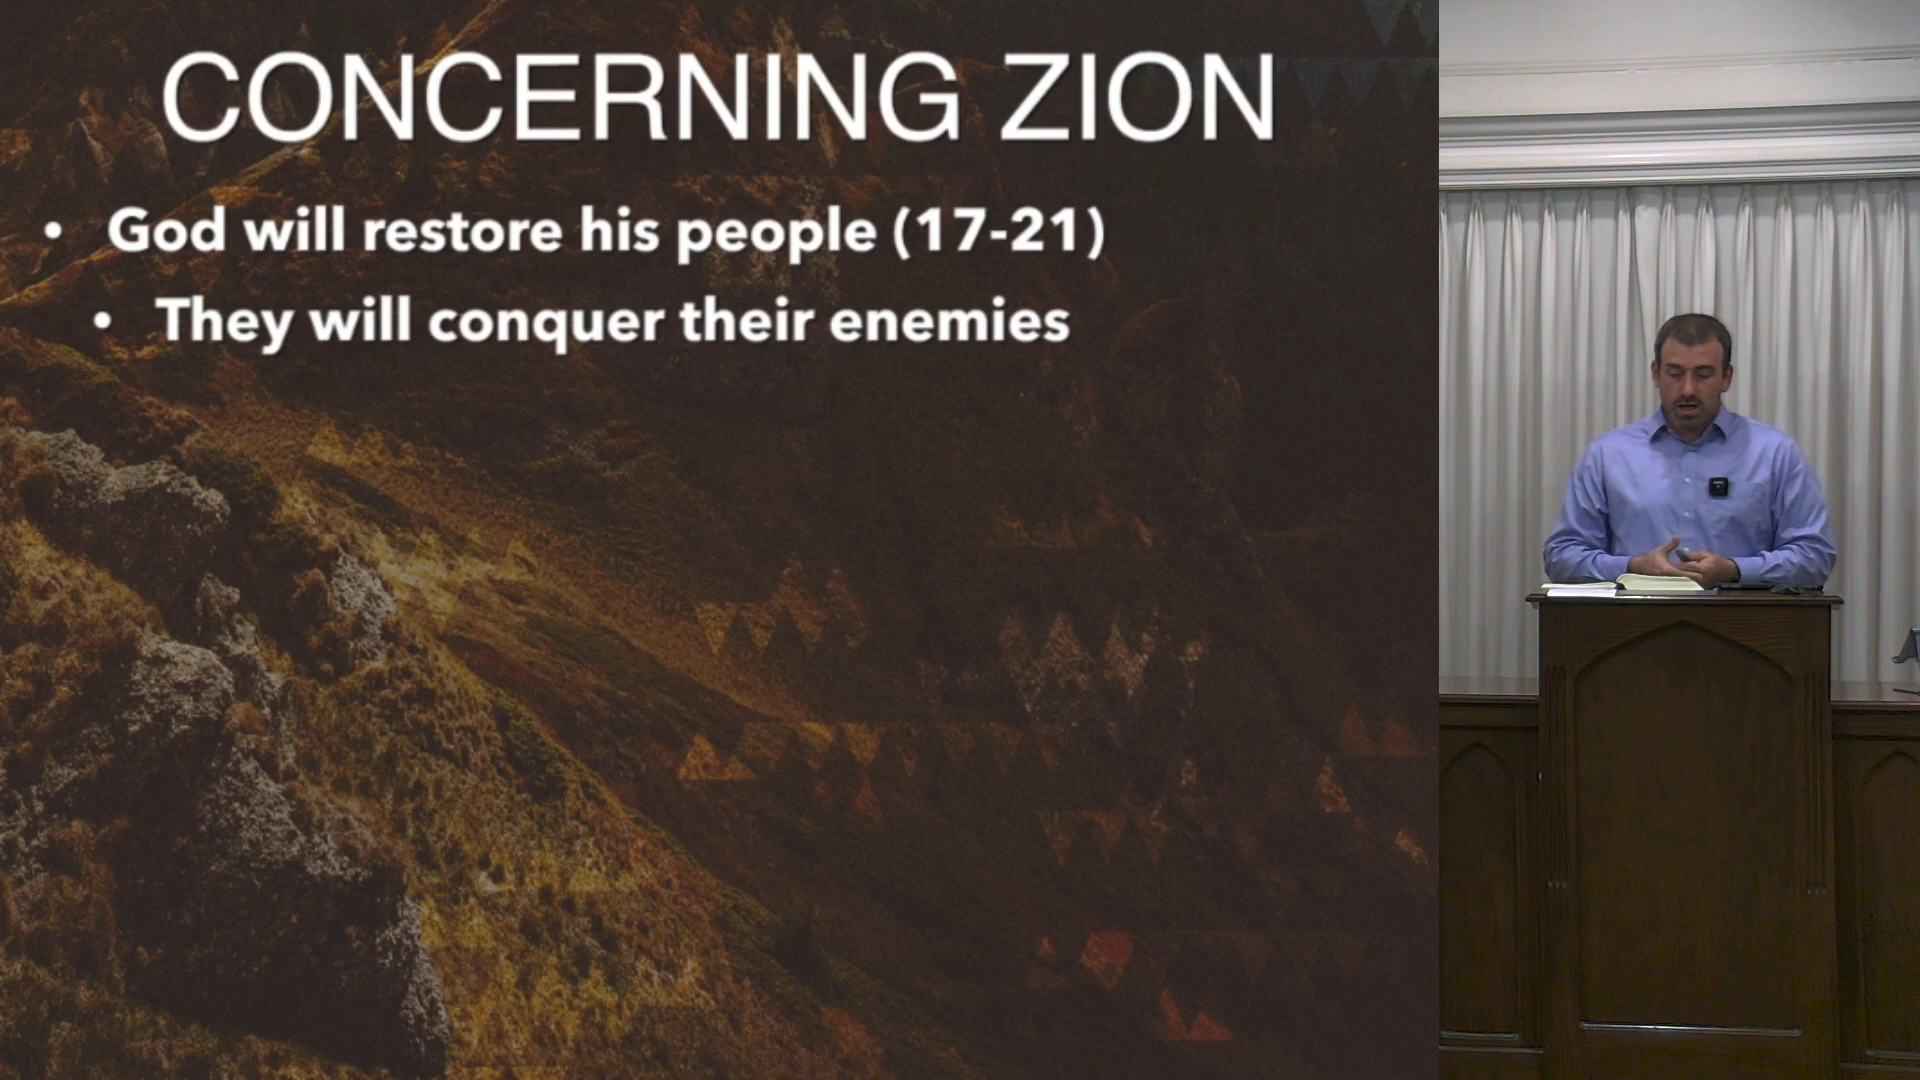 CONCERNING ZION
• God will restore his people (17-21)
• They will conquer their enemies